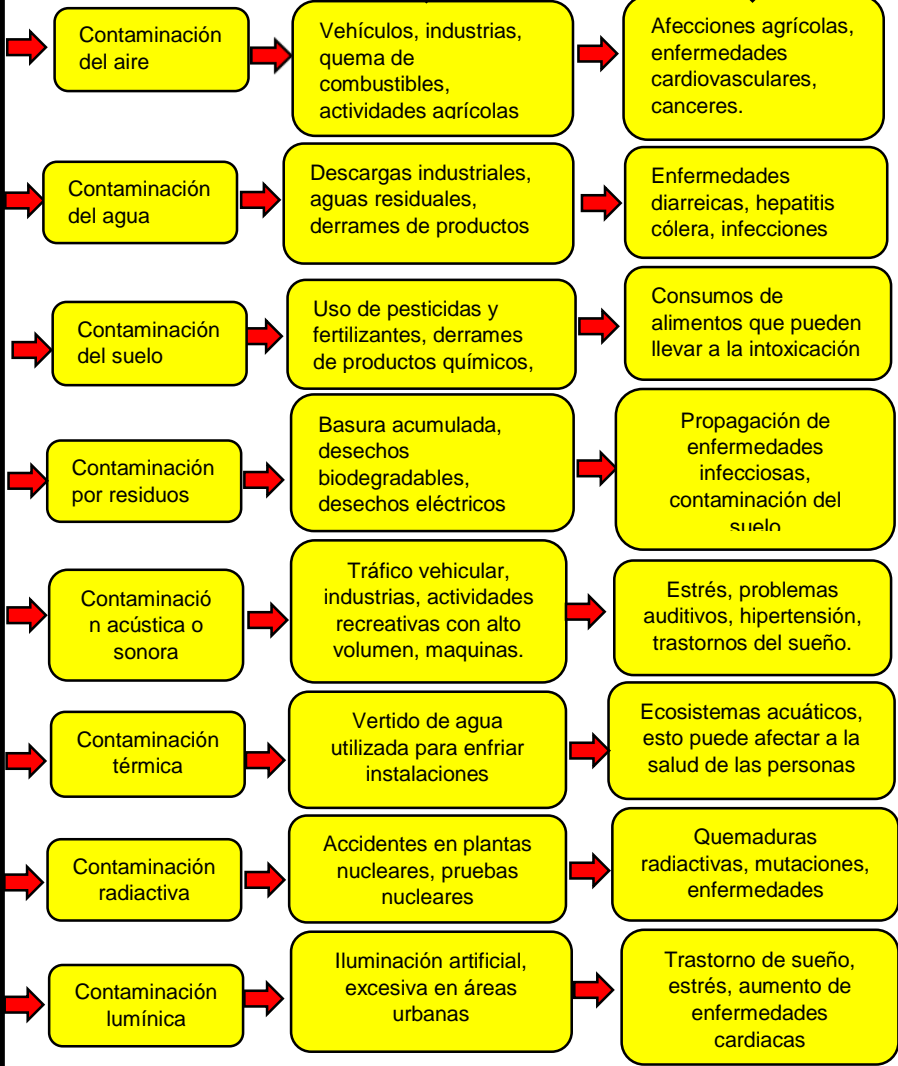 Contaminación
del aire
Vehículos, industrias,
quema de
combustibles,
actividades agrícolas
Afecciones agrícolas,
enfermedades
cardiovasculares,
canceres.
Contaminación
del agua
Descargas industriales,
aguas residuales,
derrames de productos
Enfermedades
diarreicas, hepatitis
cólera, infecciones
Contaminación
del suelo
Uso de pesticidas y
fertilizantes, derrames
de productos químicos,
Consumos de
alimentos que pueden
llevar a la intoxicación
Contaminación
por residuos
Basura acumulada,
desechos
biodegradables,
desechos eléctricos
Propagación de
enfermedades
infecciosas,
contaminación del
suelo
Contaminació
n acústica o
sonora
Tráfico vehicular,
industrias, actividades
recreativas con alto
volumen, maquinas.
Estrés, problemas
auditivos, hipertensión,
trastornos del sueño.
Contaminación
térmica
Vertido de agua
utilizada para enfriar
instalaciones
Ecosistemas acuáticos,
esto puede afectar a la
salud de las personas
Contaminación
radiactiva
Accidentes en plantas
nucleares, pruebas
nucleares
Quemaduras
radiactivas, mutaciones,
enfermedades
Contaminación
lumínica
Iluminación artificial,
excesiva en áreas
urbanas
Trastorno de sueño,
estrés, aumento de
enfermedades
cardiacas